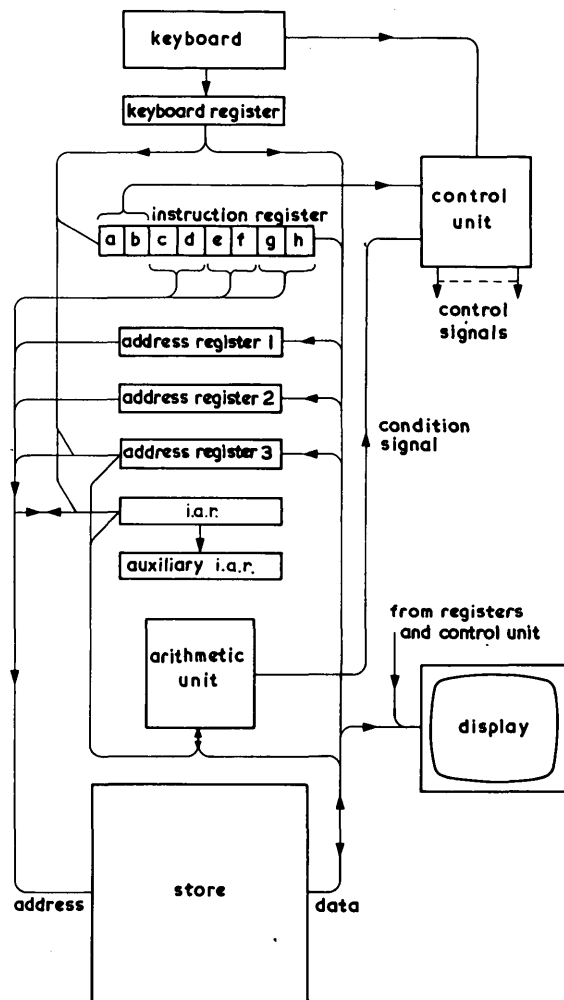 keyboard
keyboard register
instruction register
a b c d e f g h
control
unit
control
signals
address register 1
address register 2
address register 3
condition
signal
i.a.r.
auxiliary i.a.r.
from registers
and control unit
arithmetic
unit
display
store
address
data